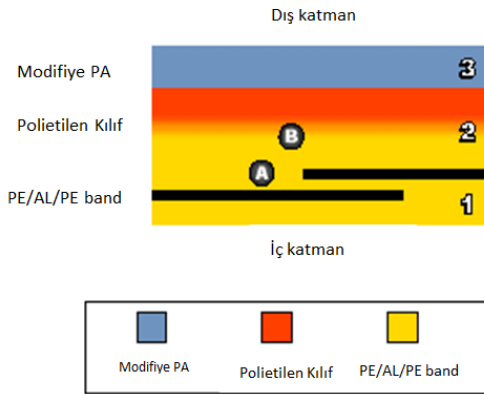 Dış katman
Modifiye PA
3
Polietilen Kılıf
2
B
A
PE/AL/PE band
1
İç katman
Modifiye PA
Polietilen Kılıf
PE/AL/PE band